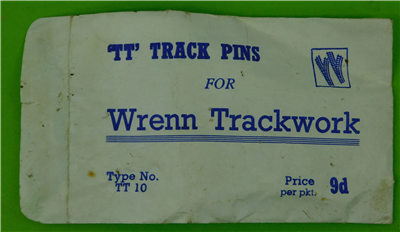 'TT' TRACK PINS
FOR
W
Wrenn Trackwork
Type No.
TT 10
Price
per pkt. 9d